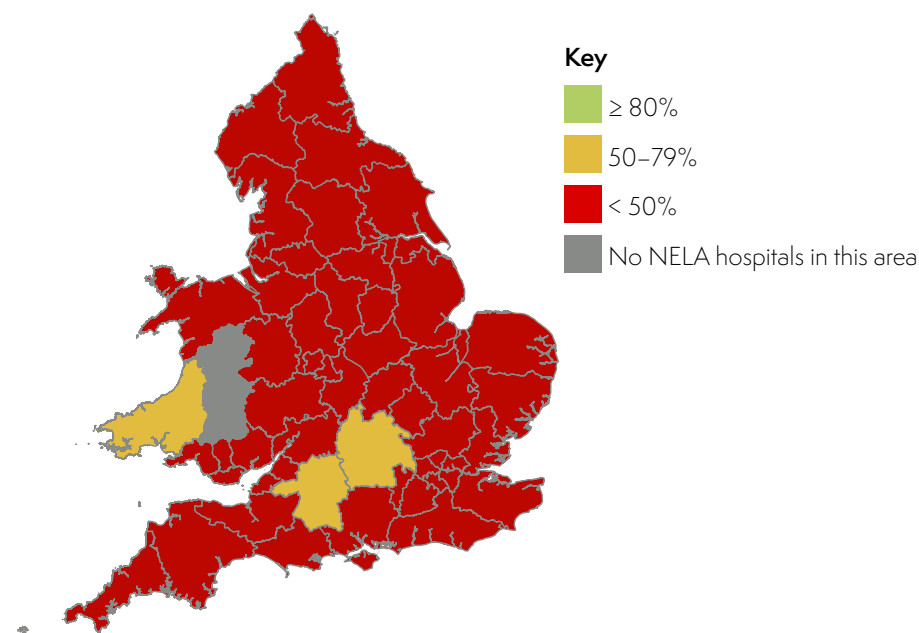 Key
≥ 80%
50–79%
< 50%
No NELA hospitals in this area